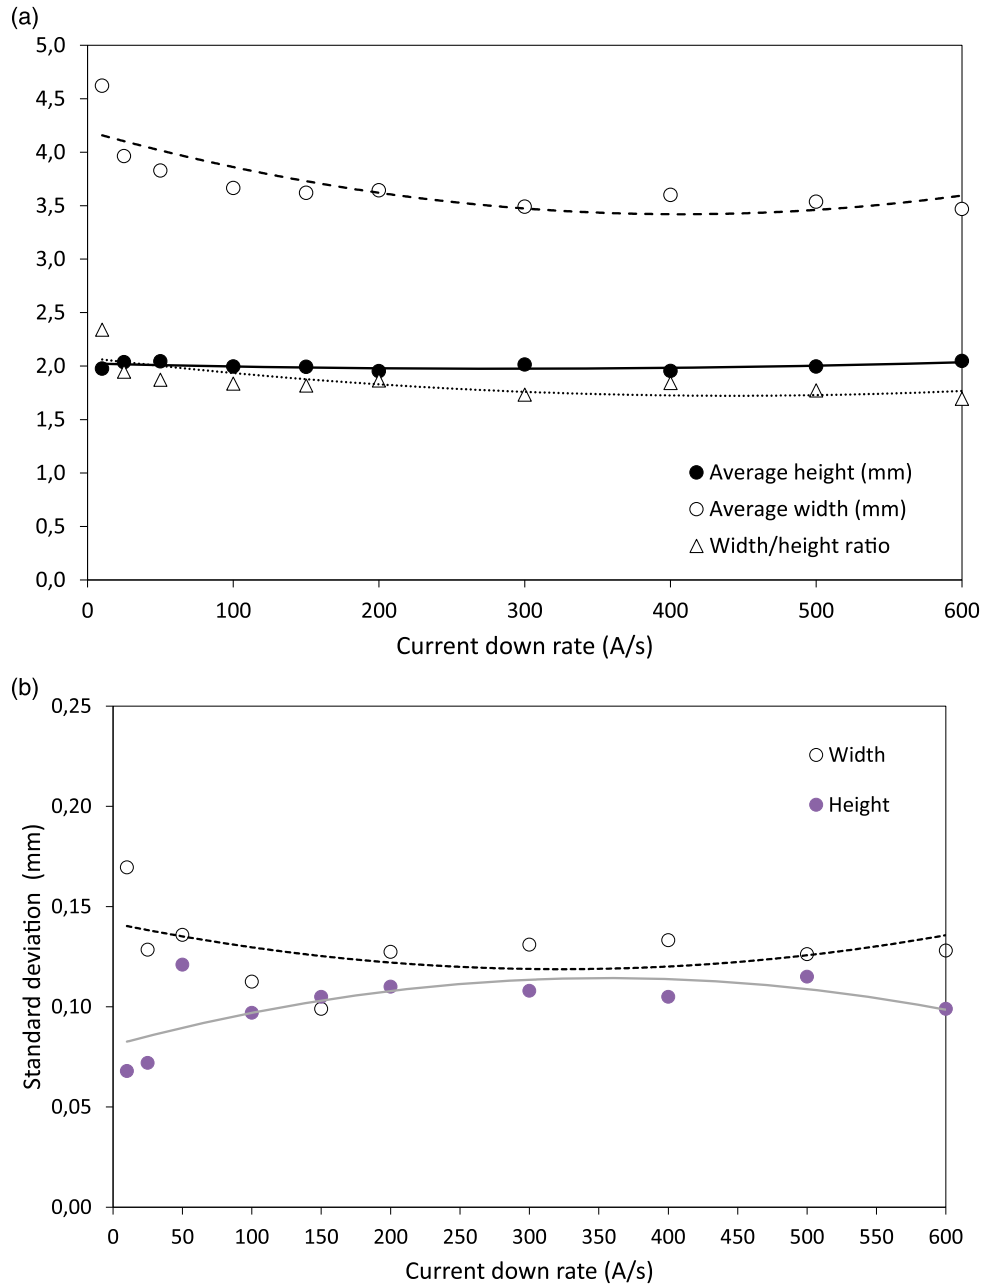 (a)
5,0
4,5
4,0
3,5
3,0
2,5
2,0
1,5
1,0
0,5
0,0
Average height (mm)
Average width (mm)
Width/height ratio
0 100 200 300 400 500 600
Current down rate (A/s)
(b)
0,25
0,20
0,15
0,10
0,05
0,00
Standard deviation (mm)
Width
Height
0 50 100 150 200 250 300 350 400 450 500 550 600
Current down rate (A/s)